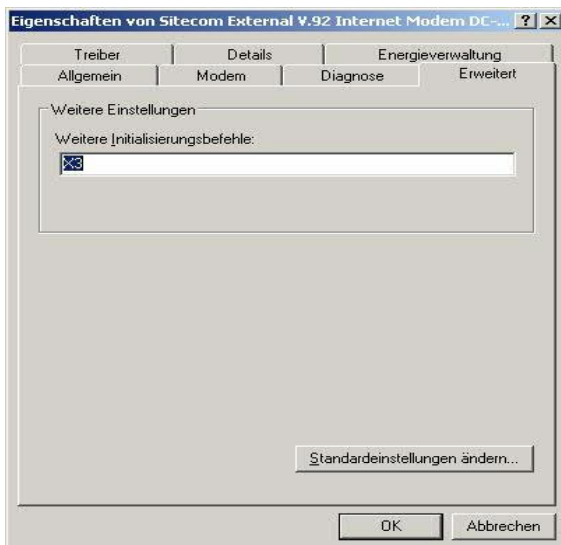 Eigenschaften von Sitecom External V.92 Internet Modem DC-... ? X
Treiber Details Energieverwaltung
Allgemein Modem Diagnose Erweitert
Weitere Einstellungen
Weitere Initialisierungsbefehle:
X3
Standardeinstellungen ändern...
OK Abbrechen